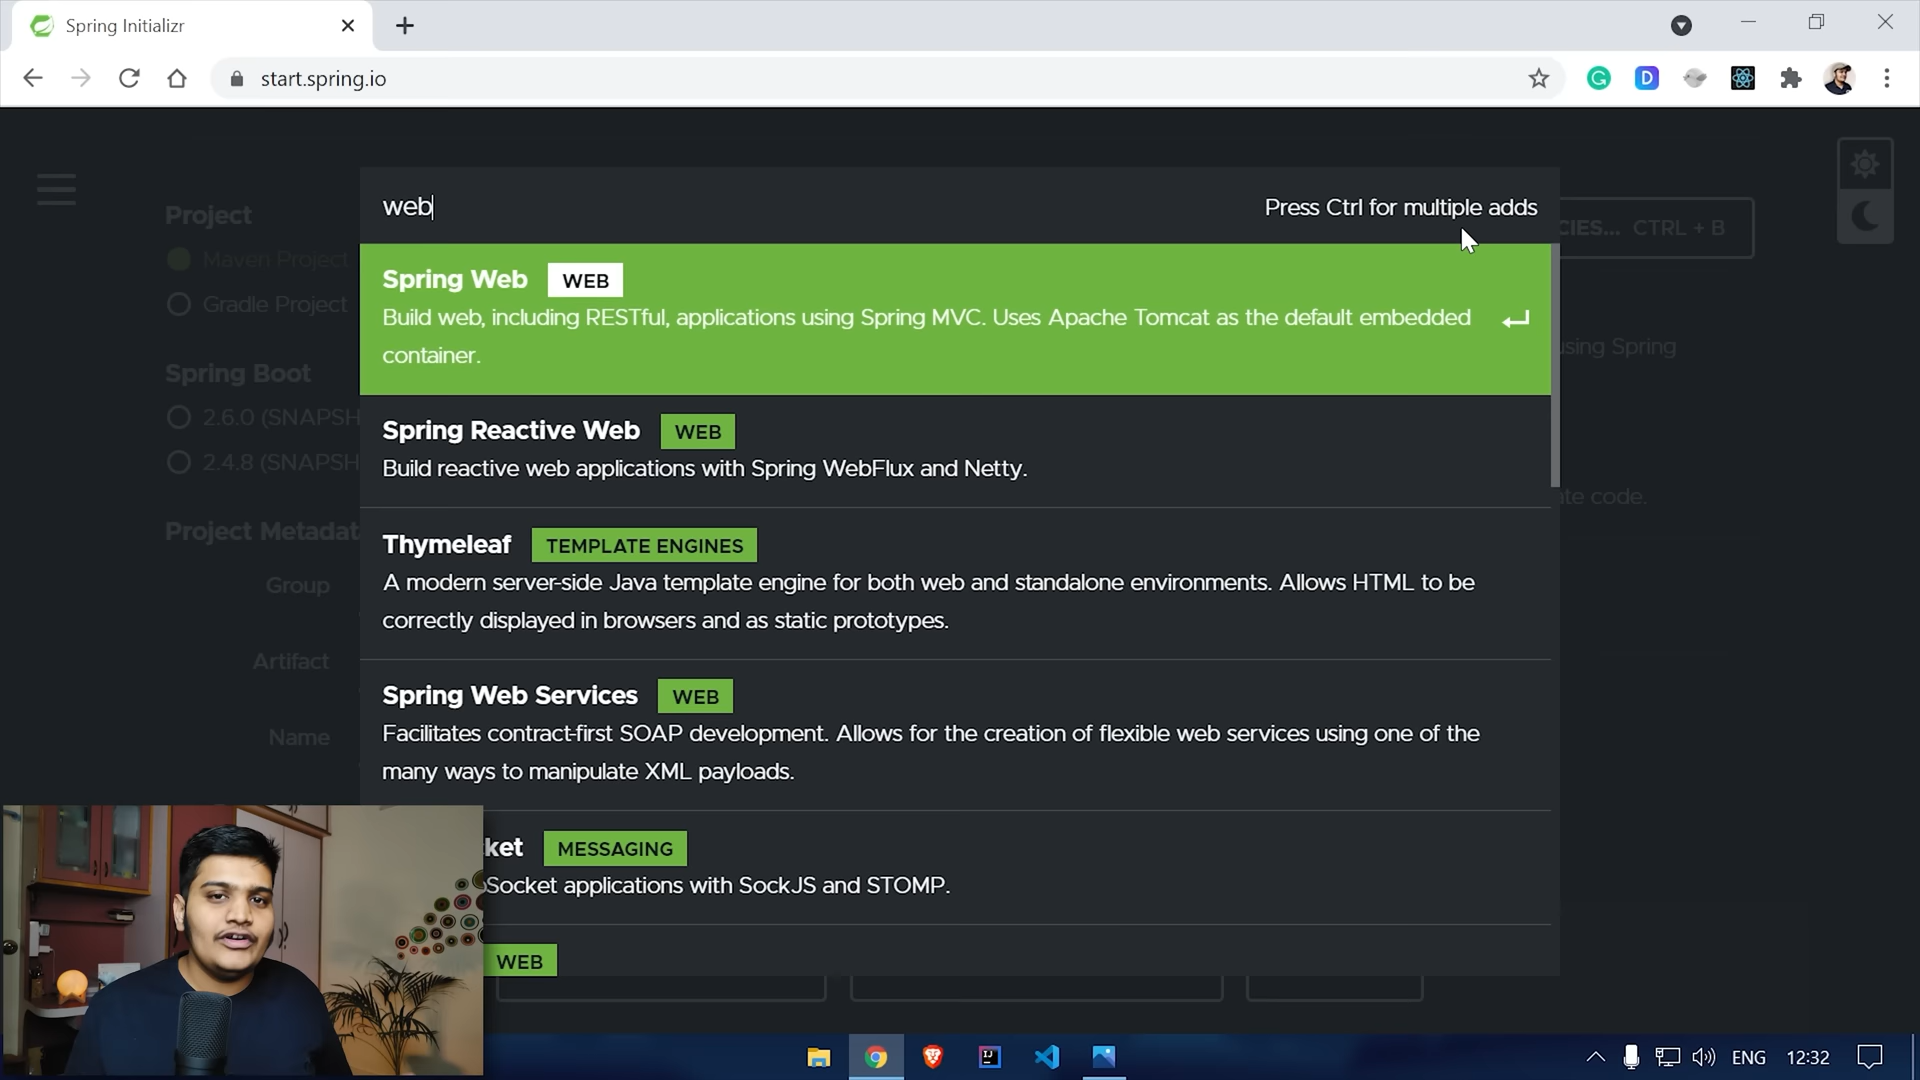 Spring Initializr
start.spring.io
web
Press Ctrl for multiple adds
CIES... CTRL + B
Project
Maven Project
Gradle Project
Spring Web WEB
Build web, including RESTful, applications using Spring MVC. Uses Apache Tomcat as the default embedded
container.
using Spring
Spring Boot
2.6.0 (SNAPSH
2.4.8 (SNAPSH
Spring Reactive Web WEB
Build reactive web applications with Spring WebFlux and Netty.
te code.
Project Metadat
Group
Artifact
Name
Thymeleaf TEMPLATE ENGINES
A modern server-side Java template engine for both web and standalone environments. Allows HTML to be
correctly displayed in browsers and as static prototypes.
Spring Web Services WEB
Facilitates contract-first SOAP development. Allows for the creation of flexible web services using one of the
many ways to manipulate XML payloads.
ket MESSAGING
Socket applications with SockJS and STOMP.
WEB
ENG 12:32